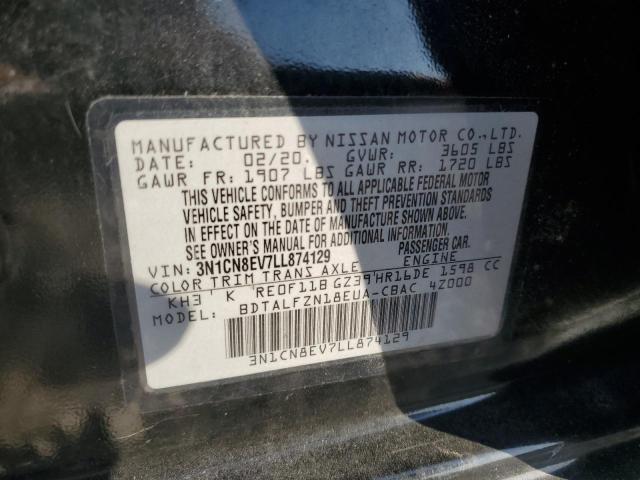 MANUFACTURED BY NISSAN MOTOR CO.,LTD.
DATE: 02/20. GVWR: 3605 LBS
GAWR FR: 1907 LBS GAWR RR: 1720 LBS
THIS VEHICLE CONFORMS TO ALL APPLICABLE FEDERAL MOTOR
VEHICLE SAFETY, BUMPER AND THEFT PREVENTION STANDARDS
IN EFFECT ON THE DATE OF MANUFACTURE SHOWN ABOVE.
SEE OWNER'S MANUAL FOR ADDITIONAL INFORMATION.
VIN: 3N1CN8EV7LL874129 PASSENGER CAR.
COLOR TRIM TRANS AXLE ENGINE
KH3 K RE0F11B GZ39 HR16DE 1598 CC
MODEL: BDTALFZN18EUA-CBAC 4Z000
3N1CN8EV7LL874129